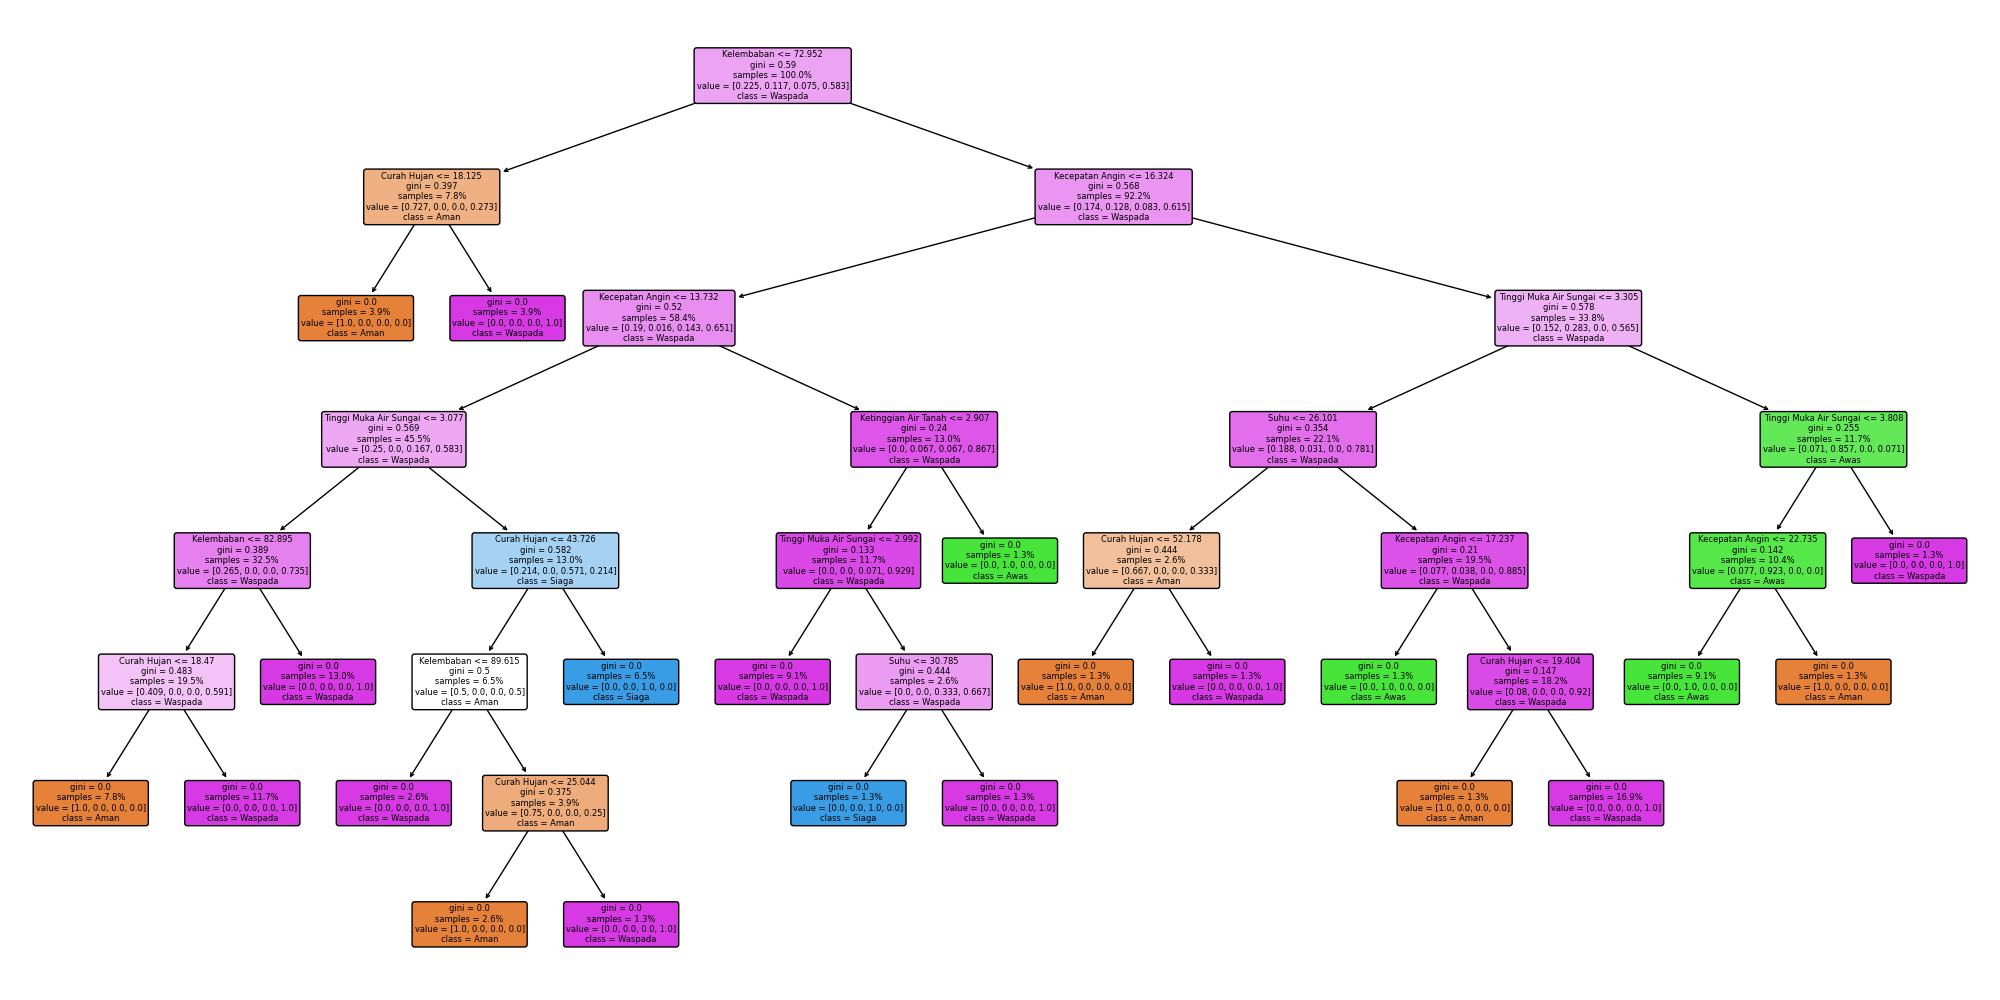 Kelembaban <= 72.952
gini = 0.59
samples = 100.0%
value = [0.225, 0.117, 0.075, 0.583]
class = Waspada
Curah Hujan <= 18.125
gini = 0.397
samples = 7.8%
value = [0.727, 0.0, 0.0, 0.273]
class = Aman
Kecepatan Angin <= 16.324
gini = 0.568
samples = 92.2%
value = [0.174, 0.128, 0.083, 0.615]
class = Waspada
gini = 0.0
samples = 3.9%
value = [1.0, 0.0, 0.0, 0.0]
class = Aman
gini = 0.0
samples = 3.9%
value = [0.0, 0.0, 0.0, 1.0]
class = Waspada
Kecepatan Angin <= 13.732
gini = 0.52
samples = 58.4%
value = [0.19, 0.016, 0.143, 0.651]
class = Waspada
Tinggi Muka Air Sungai <= 3.305
gini = 0.578
samples = 33.8%
value = [0.152, 0.283, 0.0, 0.565]
class = Waspada
Tinggi Muka Air Sungai <= 3.077
gini = 0.569
samples = 45.5%
value = [0.25, 0.0, 0.167, 0.583]
class = Waspada
Ketinggian Air Tanah <= 2.907
gini = 0.24
samples = 13.0%
value = [0.0, 0.067, 0.067, 0.867]
class = Waspada
Suhu <= 26.101
gini = 0.354
samples = 22.1%
value = [0.188, 0.031, 0.0, 0.781]
class = Waspada
Tinggi Muka Air Sungai <= 3.808
gini = 0.255
samples = 11.7%
value = [0.071, 0.857, 0.0, 0.071]
class = Awas
Kelembaban <= 82.895
gini = 0.389
samples = 32.5%
value = [0.265, 0.0, 0.0, 0.735]
class = Waspada
Curah Hujan <= 43.726
gini = 0.582
samples = 13.0%
value = [0.214, 0.0, 0.571, 0.214]
class = Siaga
Tinggi Muka Air Sungai <= 2.992
gini = 0.133
samples = 11.7%
value = [0.0, 0.0, 0.071, 0.929]
class = Waspada
gini = 0.0
samples = 1.3%
value = [0.0, 1.0, 0.0, 0.0]
class = Awas
Curah Hujan <= 52.178
gini = 0.444
samples = 2.6%
value = [0.667, 0.0, 0.0, 0.333]
class = Aman
Kecepatan Angin <= 17.237
gini = 0.21
samples = 19.5%
value = [0.077, 0.038, 0.0, 0.885]
class = Waspada
Kecepatan Angin <= 22.735
gini = 0.142
samples = 10.4%
value = [0.077, 0.923, 0.0, 0.0]
class = Awas
gini = 0.0
samples = 1.3%
value = [0.0, 0.0, 0.0, 1.0]
class = Waspada
Curah Hujan <= 18.47
gini = 0.483
samples = 19.5%
value = [0.409, 0.0, 0.0, 0.591]
class = Waspada
gini = 0.0
samples = 13.0%
value = [0.0, 0.0, 0.0, 1.0]
class = Waspada
Kelembaban <= 89.615
gini = 0.5
samples = 6.5%
value = [0.5, 0.0, 0.0, 0.5]
class = Aman
gini = 0.0
samples = 6.5%
value = [0.0, 0.0, 1.0, 0.0]
class = Siaga
gini = 0.0
samples = 9.1%
value = [0.0, 0.0, 0.0, 1.0]
class = Waspada
Suhu <= 30.785
gini = 0.444
samples = 2.6%
value = [0.0, 0.0, 0.333, 0.667]
class = Waspada
gini = 0.0
samples = 1.3%
value = [1.0, 0.0, 0.0, 0.0]
class = Aman
gini = 0.0
samples = 1.3%
value = [0.0, 0.0, 0.0, 1.0]
class = Waspada
gini = 0.0
samples = 1.3%
value = [0.0, 1.0, 0.0, 0.0]
class = Awas
Curah Hujan <= 19.404
gini = 0.147
samples = 18.2%
value = [0.08, 0.0, 0.0, 0.92]
class = Waspada
gini = 0.0
samples = 9.1%
value = [0.0, 1.0, 0.0, 0.0]
class = Awas
gini = 0.0
samples = 1.3%
value = [1.0, 0.0, 0.0, 0.0]
class = Aman
gini = 0.0
samples = 7.8%
value = [1.0, 0.0, 0.0, 0.0]
class = Aman
gini = 0.0
samples = 11.7%
value = [0.0, 0.0, 0.0, 1.0]
class = Waspada
gini = 0.0
samples = 2.6%
value = [0.0, 0.0, 0.0, 1.0]
class = Waspada
Curah Hujan <= 25.044
gini = 0.375
samples = 3.9%
value = [0.75, 0.0, 0.0, 0.25]
class = Aman
gini = 0.0
samples = 1.3%
value = [0.0, 0.0, 1.0, 0.0]
class = Siaga
gini = 0.0
samples = 1.3%
value = [0.0, 0.0, 0.0, 1.0]
class = Waspada
gini = 0.0
samples = 1.3%
value = [1.0, 0.0, 0.0, 0.0]
class = Aman
gini = 0.0
samples = 16.9%
value = [0.0, 0.0, 0.0, 1.0]
class = Waspada
gini = 0.0
samples = 2.6%
value = [1.0, 0.0, 0.0, 0.0]
class = Aman
gini = 0.0
samples = 1.3%
value = [0.0, 0.0, 0.0, 1.0]
class = Waspada